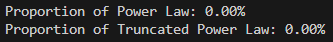 Proportion of Power Law: 0.00%
Proportion of Truncated Power Law: 0.00%